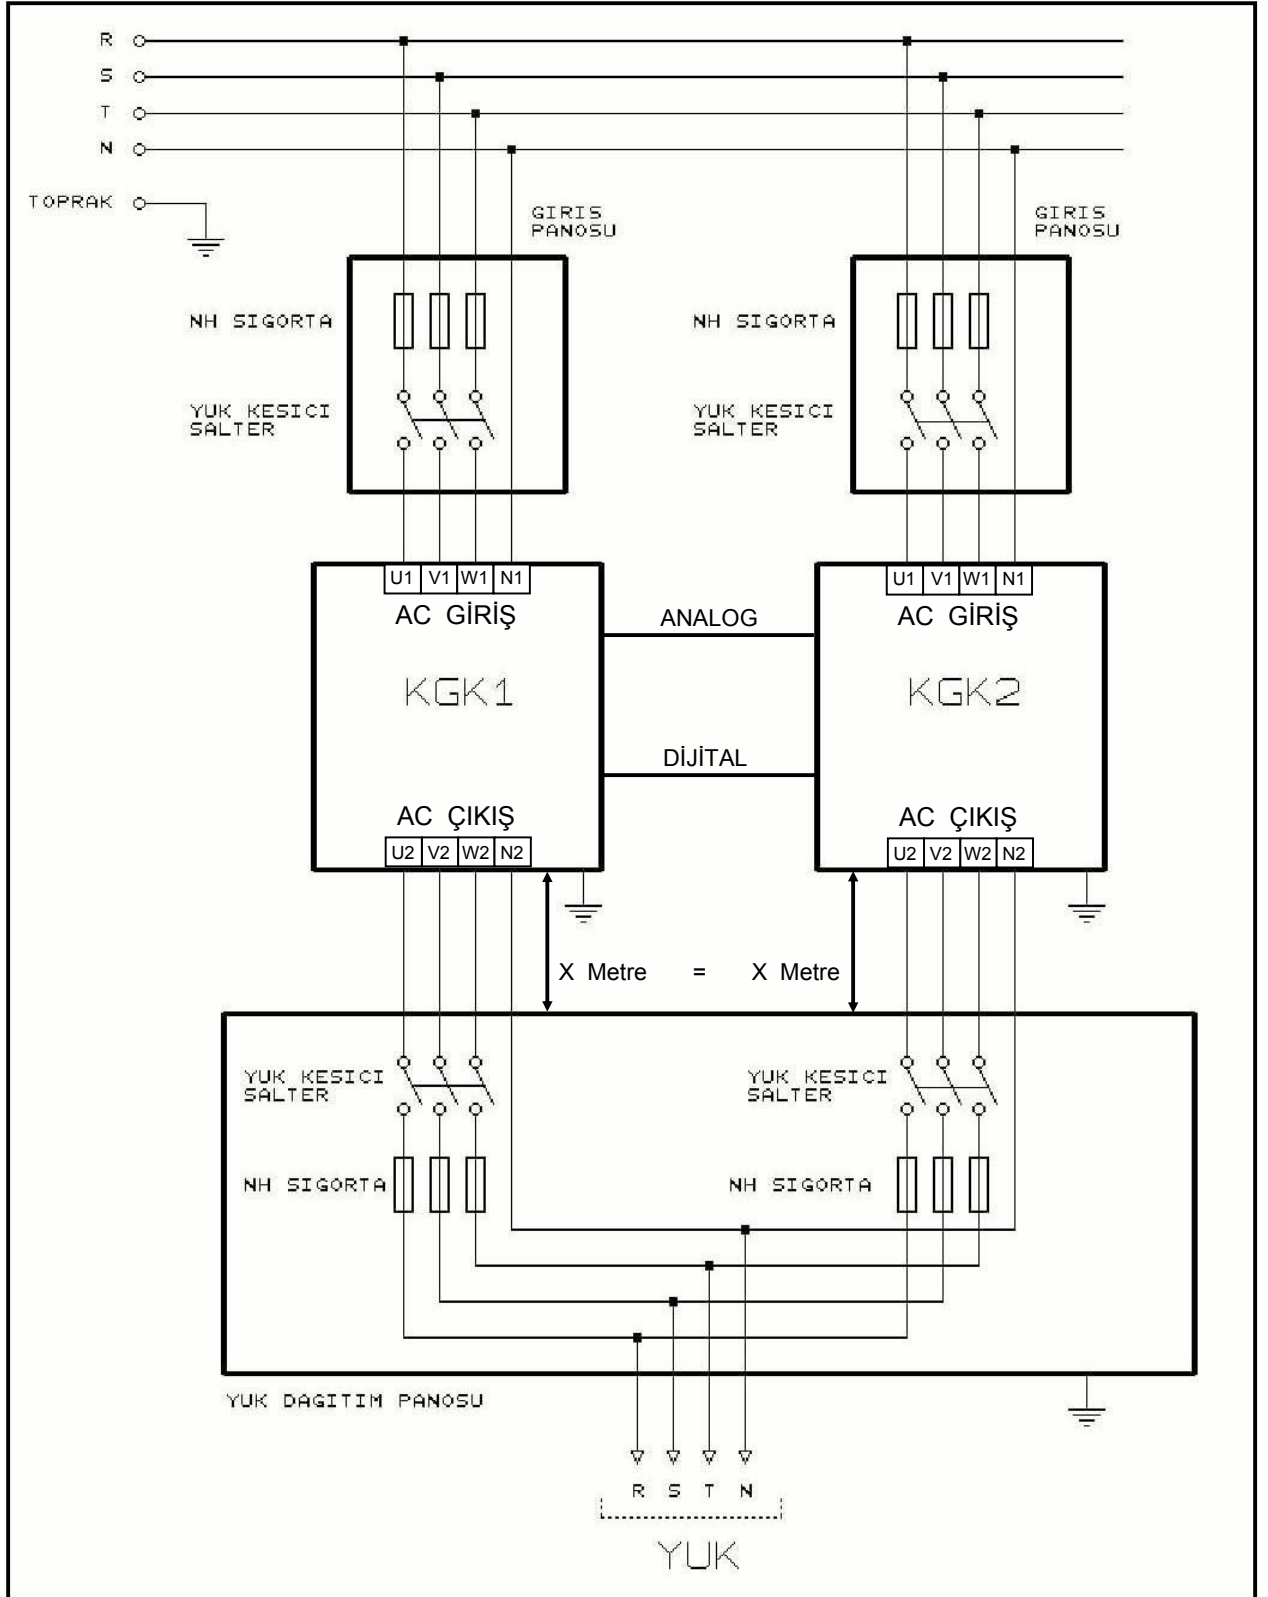 R
S
T
N
TOPRAK
GIRIS
PANOSU
GIRIS
PANOSU
NH SIGORTA
NH SIGORTA
YUK KESICI
SALTER
YUK KESICI
SALTER
U1 V1 W1 N1
U1 V1 W1 N1
AC GİRİŞ
AC GİRİŞ
ANALOG
KGK1
KGK2
DİJİTAL
AC ÇIKIŞ
AC ÇIKIŞ
U2 V2 W2 N2
U2 V2 W2 N2
X Metre = X Metre
YUK KESICI
SALTER
YUK KESICI
SALTER
NH SIGORTA
NH SIGORTA
YUK DAGITIM PANOSU
R S T N
YUK